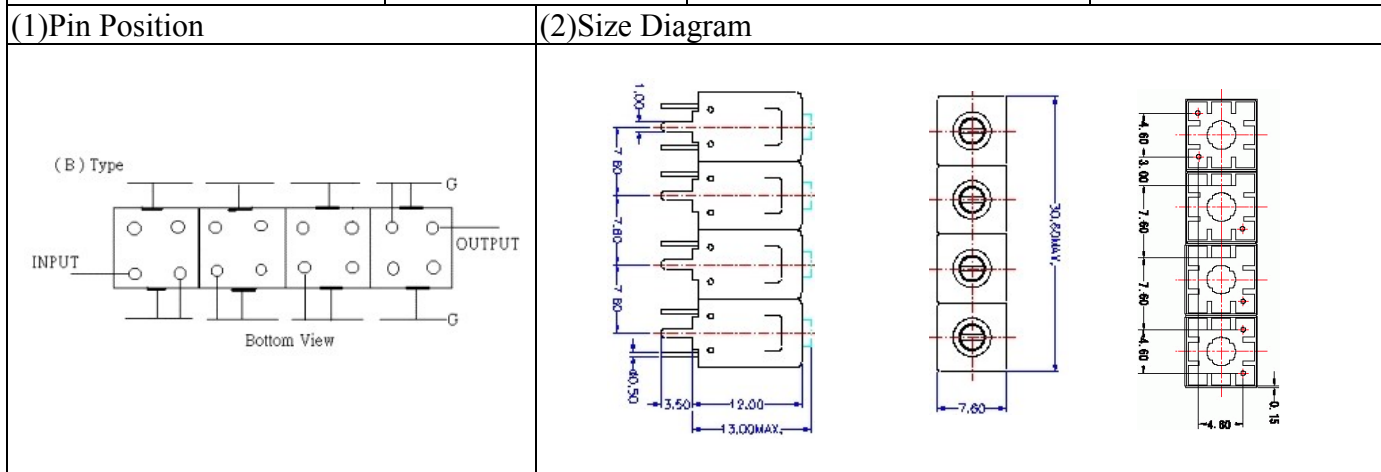 (1)Pin Position
(2)Size Diagram
( B ) Type
G
INPUT
OUTPUT
G
Bottom View
1.00
7.80
7.80
7.80
φ0.50
3.50
12.00
13.00MAX.
30.60MAX.
7.60
4.60
3.00
7.60
7.60
4.60
0.15
4.60